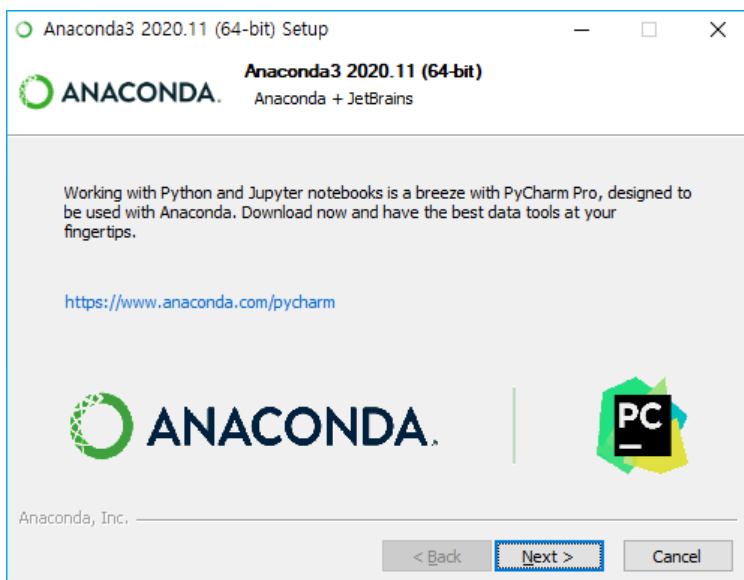 Anaconda3 2020.11 (64-bit) Setup
ANACONDA.
Anaconda3 2020.11 (64-bit)
Anaconda + JetBrains
Working with Python and Jupyter notebooks is a breeze with PyCharm Pro, designed to
be used with Anaconda. Download now and have the best data tools at your
fingertips.
https://www.anaconda.com/pycharm
ANACONDA.
PC
Anaconda, Inc.
< Back
Next >
Cancel